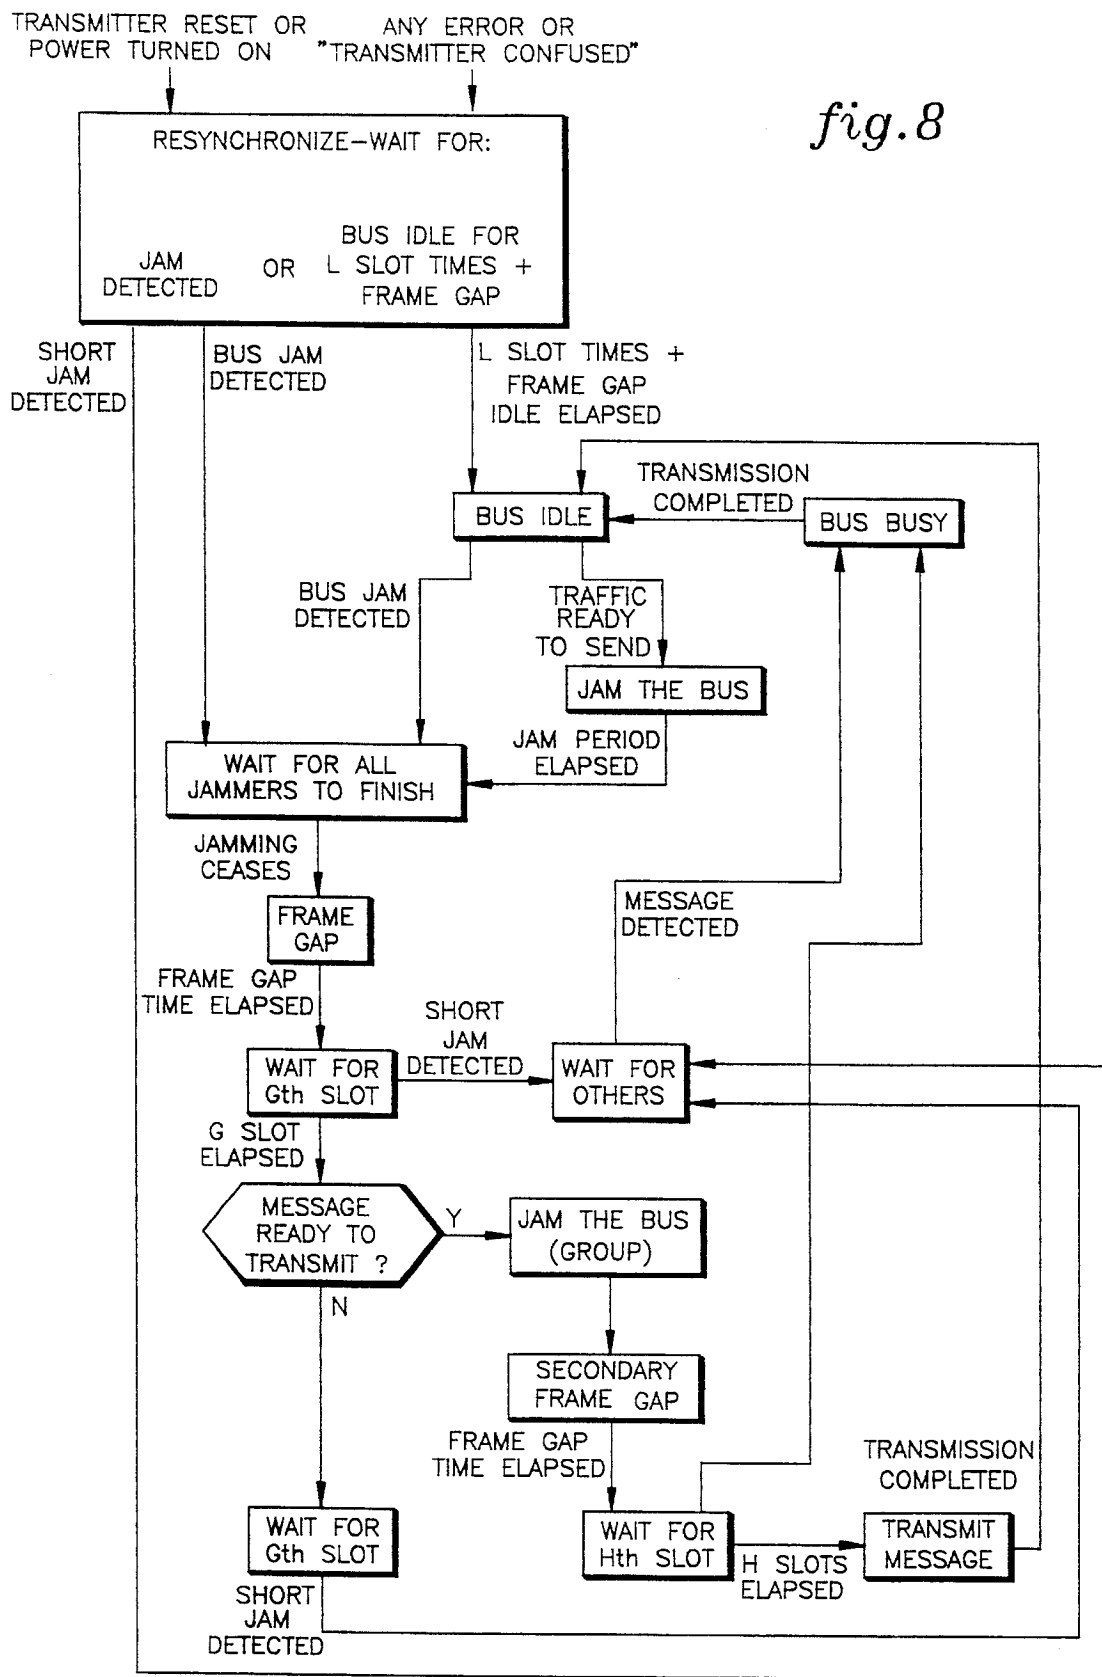 TRANSMITTER RESET OR
POWER TURNED ON
ANY ERROR OR
"TRANSMITTER CONFUSED"
fig.8
RESYNCHRONIZE-WAIT FOR:
JAM
DETECTED
OR
BUS IDLE FOR
L SLOT TIMES +
FRAME GAP
SHORT
JAM
DETECTED
BUS JAM
DETECTED
L SLOT TIMES +
FRAME GAP
IDLE ELAPSED
TRANSMISSION
COMPLETED
BUS IDLE
BUS BUSY
BUS JAM
DETECTED
TRAFFIC
READY
TO SEND
JAM THE BUS
JAM PERIOD
ELAPSED
WAIT FOR ALL
JAMMERS TO FINISH
JAMMING
CEASES
MESSAGE
DETECTED
FRAME
GAP
FRAME GAP
TIME ELAPSED
SHORT
JAM
DETECTED
WAIT FOR
Gth SLOT
WAIT FOR
OTHERS
G SLOT
ELAPSED
MESSAGE
READY TO
TRANSMIT ?
Y
JAM THE BUS
(GROUP)
N
SECONDARY
FRAME GAP
FRAME GAP
TIME ELAPSED
TRANSMISSION
COMPLETED
WAIT FOR
Gth SLOT
WAIT FOR
Hth SLOT
H SLOTS
ELAPSED
TRANSMIT
MESSAGE
SHORT
JAM
DETECTED